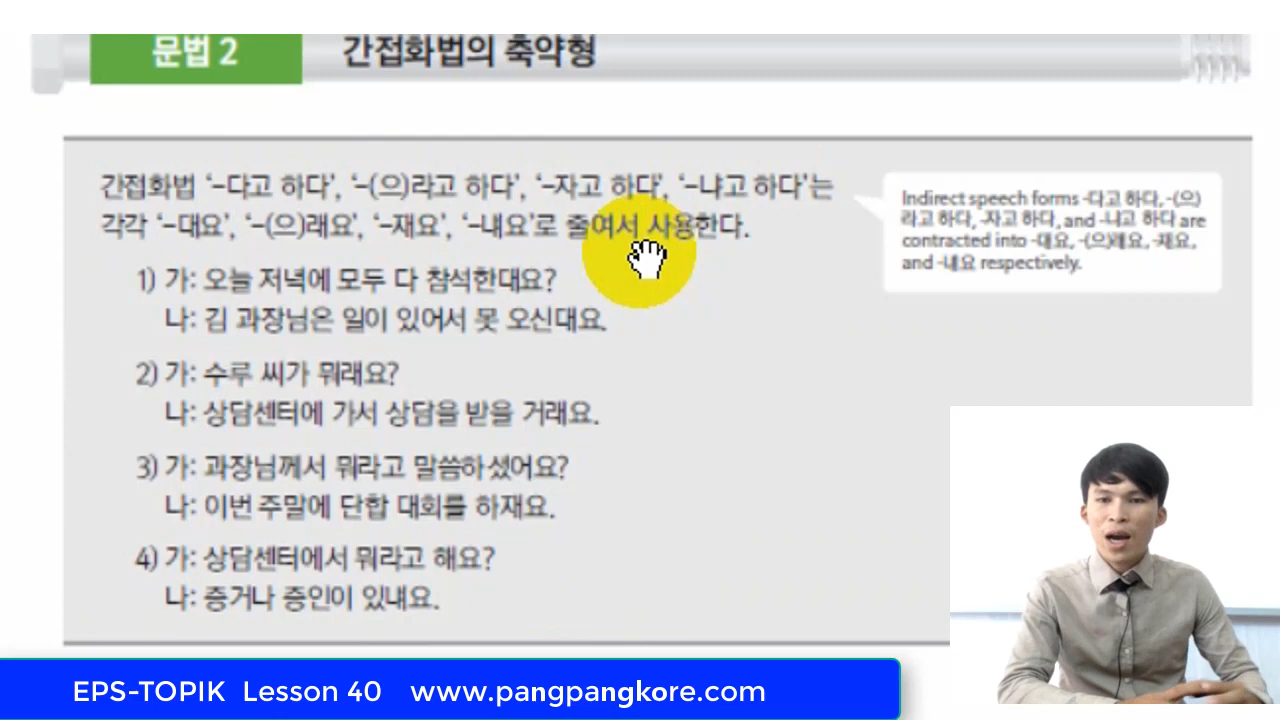 문법 2 간접화법의 축약형
간접화법 ‘-다고 하다’, ‘-(으)라고 하다’, ‘-자고 하다’, ‘-냐고 하다’는
각각 ‘-대요’, ‘-(으)래요’, ‘-재요’, ‘-냬요’로 줄여서 사용한다.
Indirect speech forms -다고 하다, -(으)
라고 하다, -자고 하다, and -냐고 하다 are
contracted into -대요, -(으)래요, -재요,
and -냬요 respectively.
1) 가: 오늘 저녁에 모두 다 참석한대요?
나: 김 과장님은 일이 있어서 못 오신대요.
2) 가: 수루 씨가 뭐래요?
나: 상담센터에 가서 상담을 받을 거래요.
3) 가: 과장님께서 뭐라고 말씀하셨어요?
나: 이번 주말에 단합 대회를 하재요.
4) 가: 상담센터에서 뭐라고 해요?
나: 증거나 증인이 있냬요.
EPS-TOPIK Lesson 40 www.pangpangkore.com